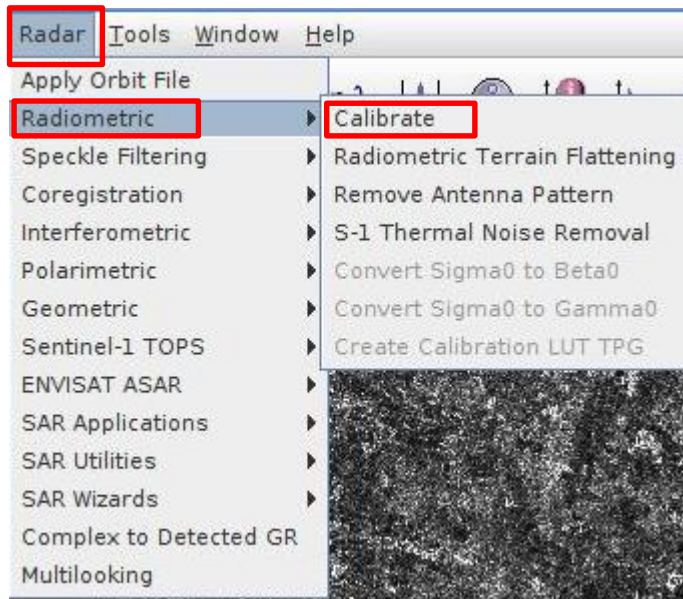 Radar Tools Window Help
Apply Orbit File
Radiometric
Speckle Filtering
Coregistration
Interferometric
Polarimetric
Geometric
Sentinel-1 TOPS
ENVISAT ASAR
SAR Applications
SAR Utilities
SAR Wizards
Complex to Detected GR
Multilooking
Calibrate
Radiometric Terrain Flattening
Remove Antenna Pattern
S-1 Thermal Noise Removal
Convert Sigma0 to Beta0
Convert Sigma0 to Gamma0
Create Calibration LUT TPG